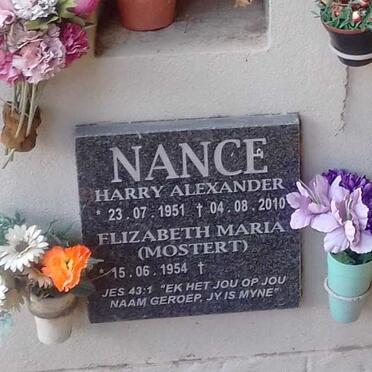 NANCE
HARRY ALEXANDER
* 23.07.1951 † 04.08.2010
ELIZABETH MARIA
(MOSTERT)
* 15.06.1954 †
JES 43:1 "EK HET JOU OP JOU
NAAM GEROEP, JY IS MYNE"